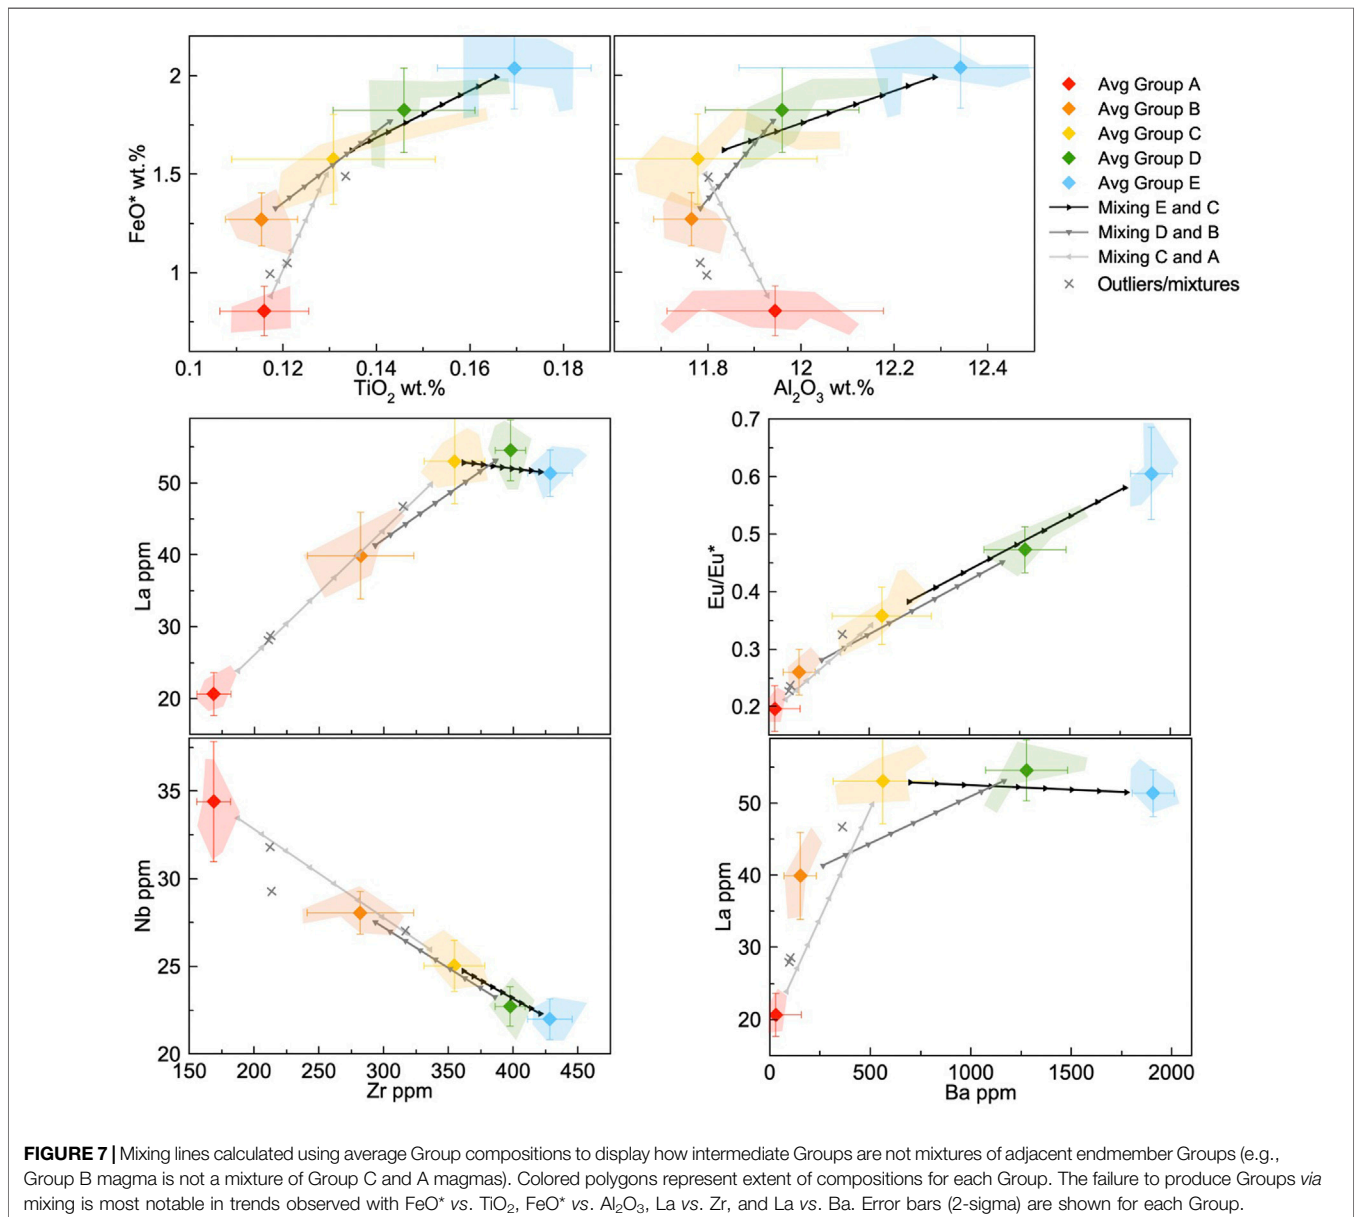 2
1.5
1
FeO* wt.%
0.1
0.12
0.14
0.16
0.18
TiO2 wt.%
11.8
12
12.2
12.4
Al2O3 wt.%
Avg Group A
Avg Group B
Avg Group C
Avg Group D
Avg Group E
Mixing E and C
Mixing D and B
Mixing C and A
Outliers/mixtures
50
40
30
20
La ppm
0.7
0.6
0.5
0.4
0.3
0.2
Eu/Eu*
35
30
25
20
Nb ppm
150
200
250
300
350
400
450
Zr ppm
50
40
30
20
La ppm
0
500
1000
1500
2000
Ba ppm
FIGURE 7 | Mixing lines calculated using average Group compositions to display how intermediate Groups are not mixtures of adjacent endmember Groups (e.g.,
Group B magma is not a mixture of Group C and A magmas). Colored polygons represent extent of compositions for each Group. The failure to produce Groups via
mixing is most notable in trends observed with FeO* vs. TiO2, FeO* vs. Al2O3, La vs. Zr, and La vs. Ba. Error bars (2-sigma) are shown for each Group.